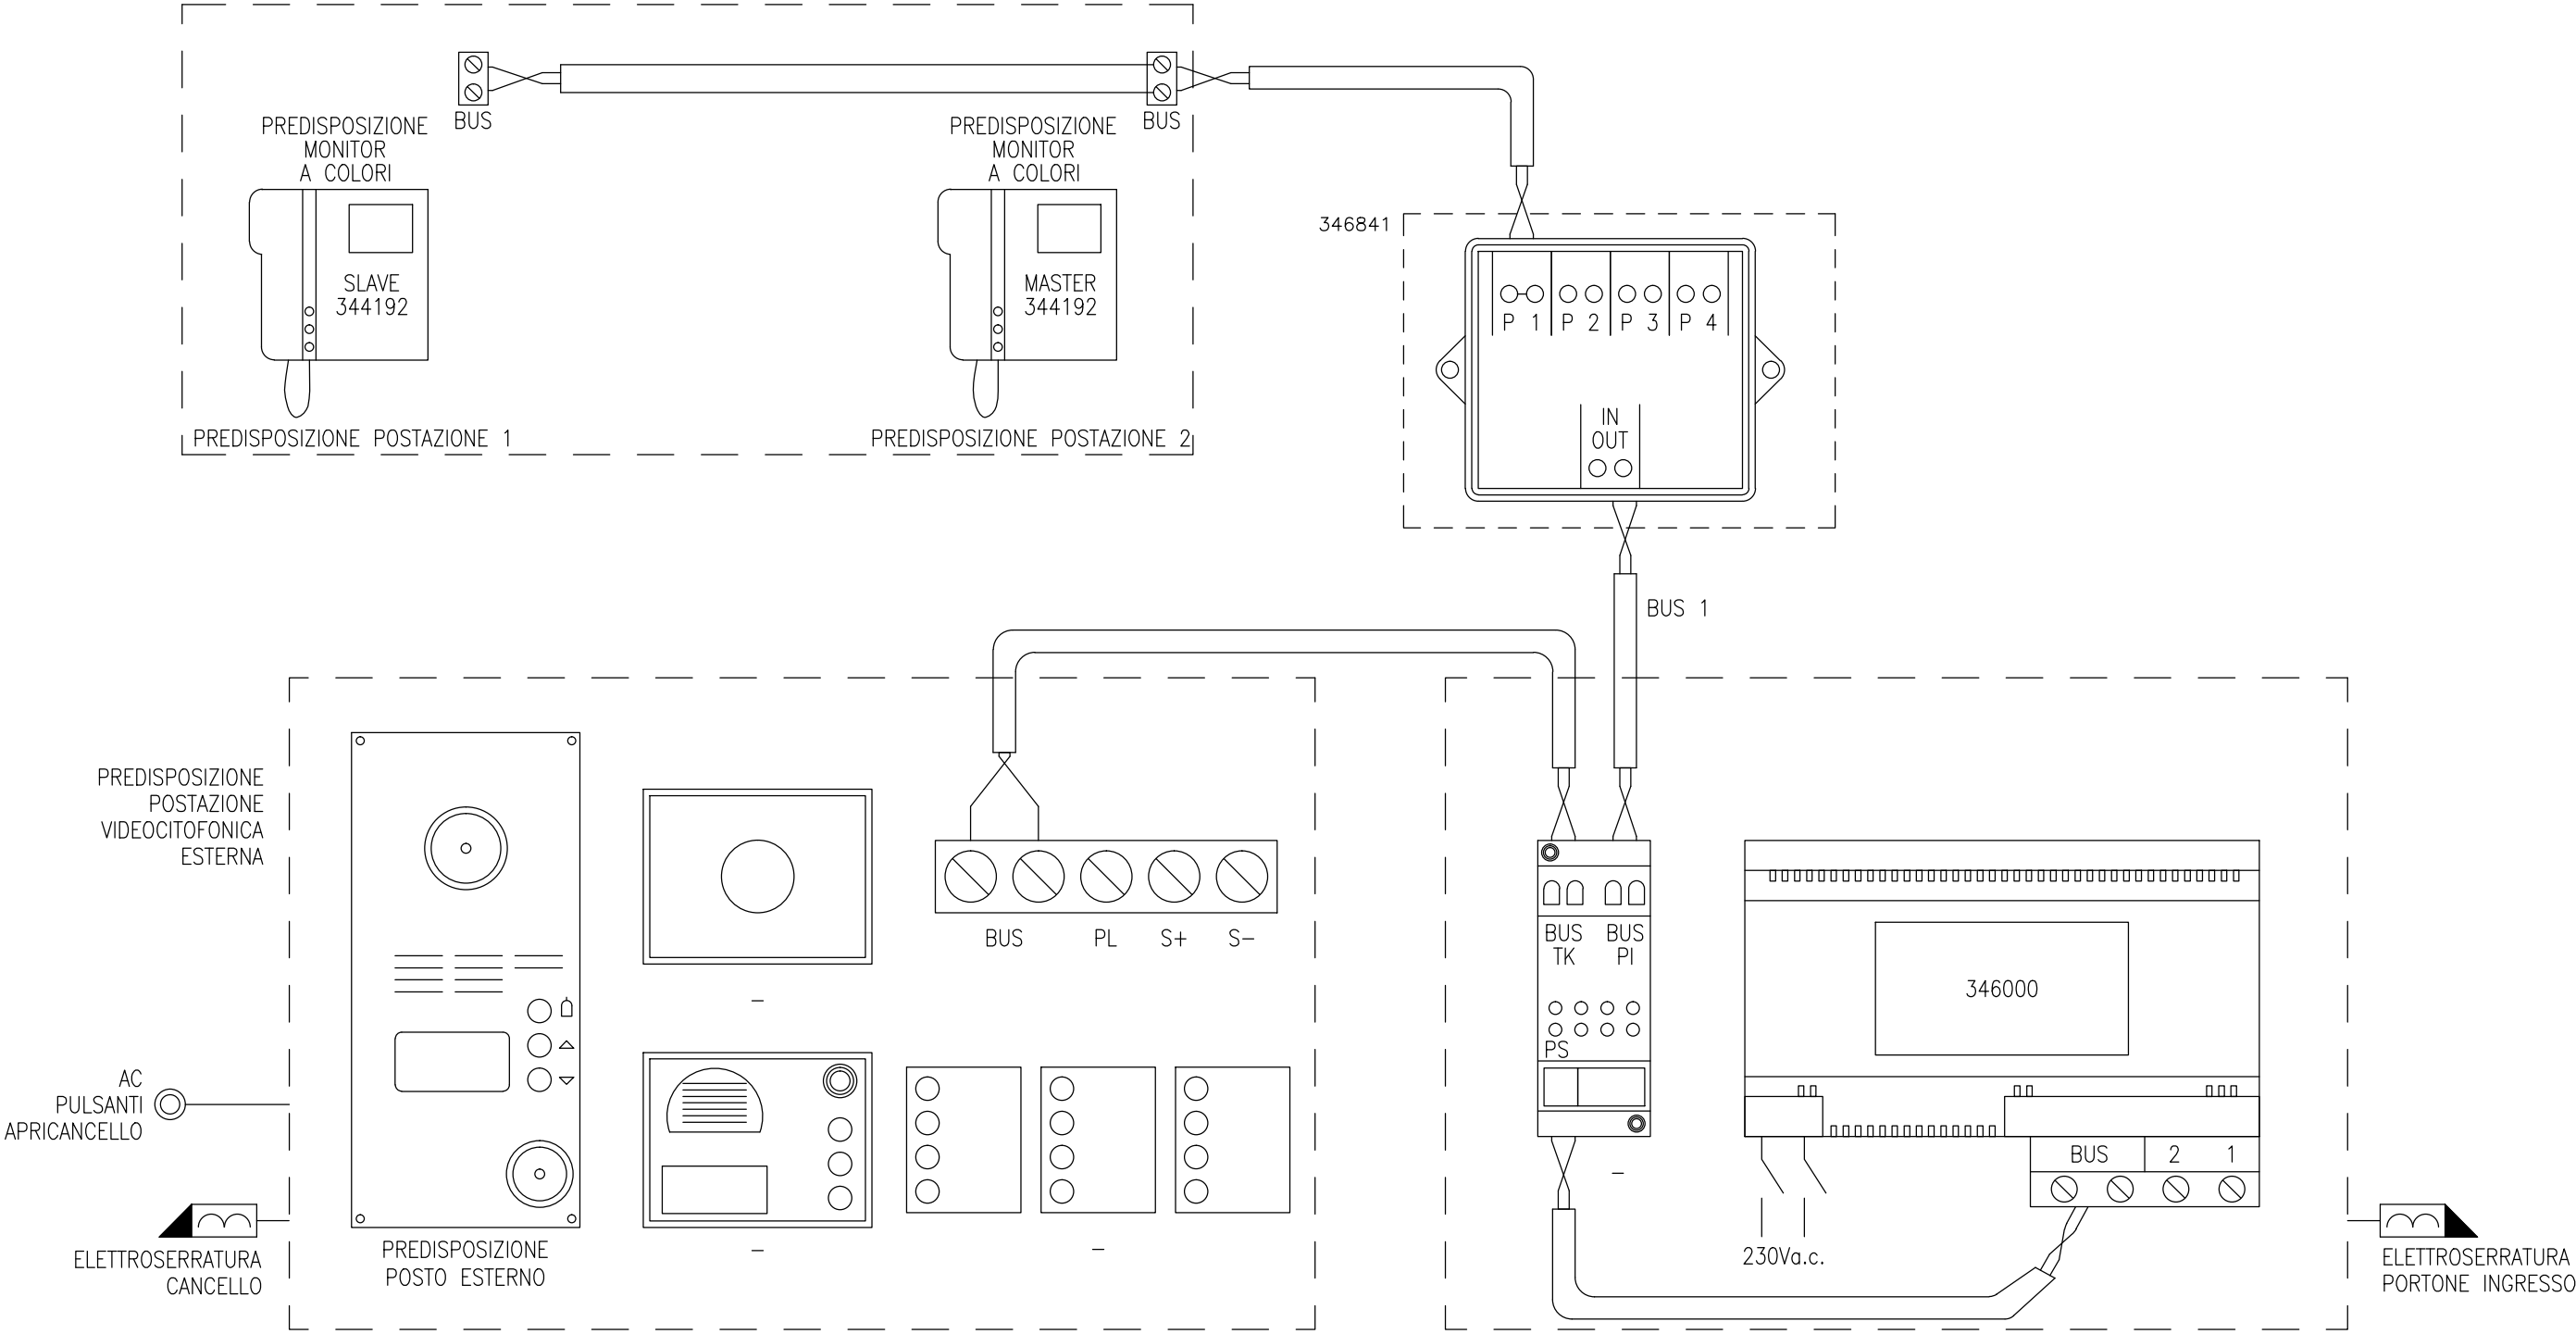 BUS
BUS
PREDISPOSIZIONE
MONITOR
A COLORI
SLAVE
344192
PREDISPOSIZIONE POSTAZIONE 1
PREDISPOSIZIONE
MONITOR
A COLORI
MASTER
344192
PREDISPOSIZIONE POSTAZIONE 2
346841
P 1 P 2 P 3 P 4
IN
OUT
BUS 1
PREDISPOSIZIONE
POSTAZIONE
VIDEOCITOFONICA
ESTERNA
BUS PL S+ S-
-
AC
PULSANTI
APRICANCELLO
ELETTROSERRATURA
CANCELLO
PREDISPOSIZIONE
POSTO ESTERNO
-
-
BUS BUS
TK PI
PS
-
346000
BUS 2 1
230Va.c.
ELETTROSERRATURA
PORTONE INGRESSO